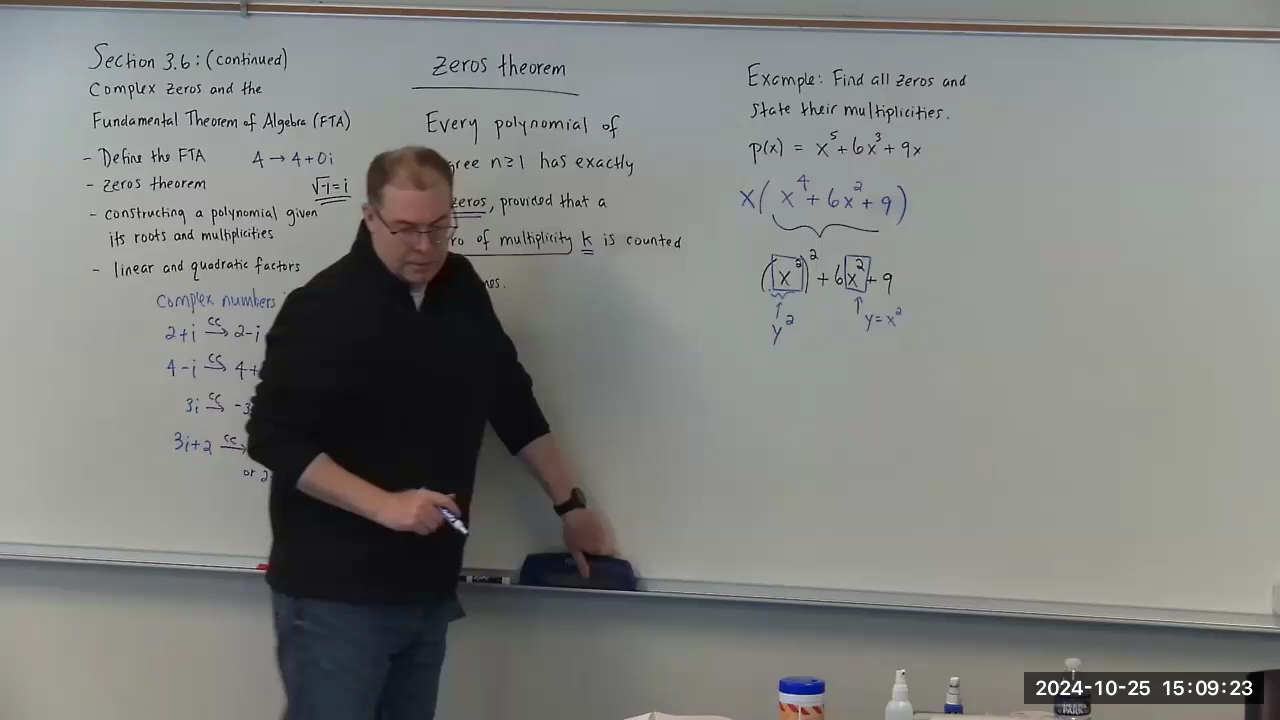 Section 3.6: (continued)
Complex zeros and the
Fundamental Theorem of Algebra (FTA)
- Define the FTA 4 → 4+0i
- zeros theorem √-1 = i
- constructing a polynomial given
its roots and multiplicities
- linear and quadratic factors
Complex numbers
2+i cc→ 2-i
4-i cc→ 4+
3i cc→ -3
3i+2 cc→
or 2
Zeros theorem
Every polynomial of
gree n≥1 has exactly
zeros, provided that a
ro of multiplicity k is counted
Example: Find all zeros and
state their multiplicities.
p(x) = x⁵+6x³+9x
x(x⁴+6x²+9)
(x²)²+6x²+9
y² y=x²
2024-10-25 15:09:23